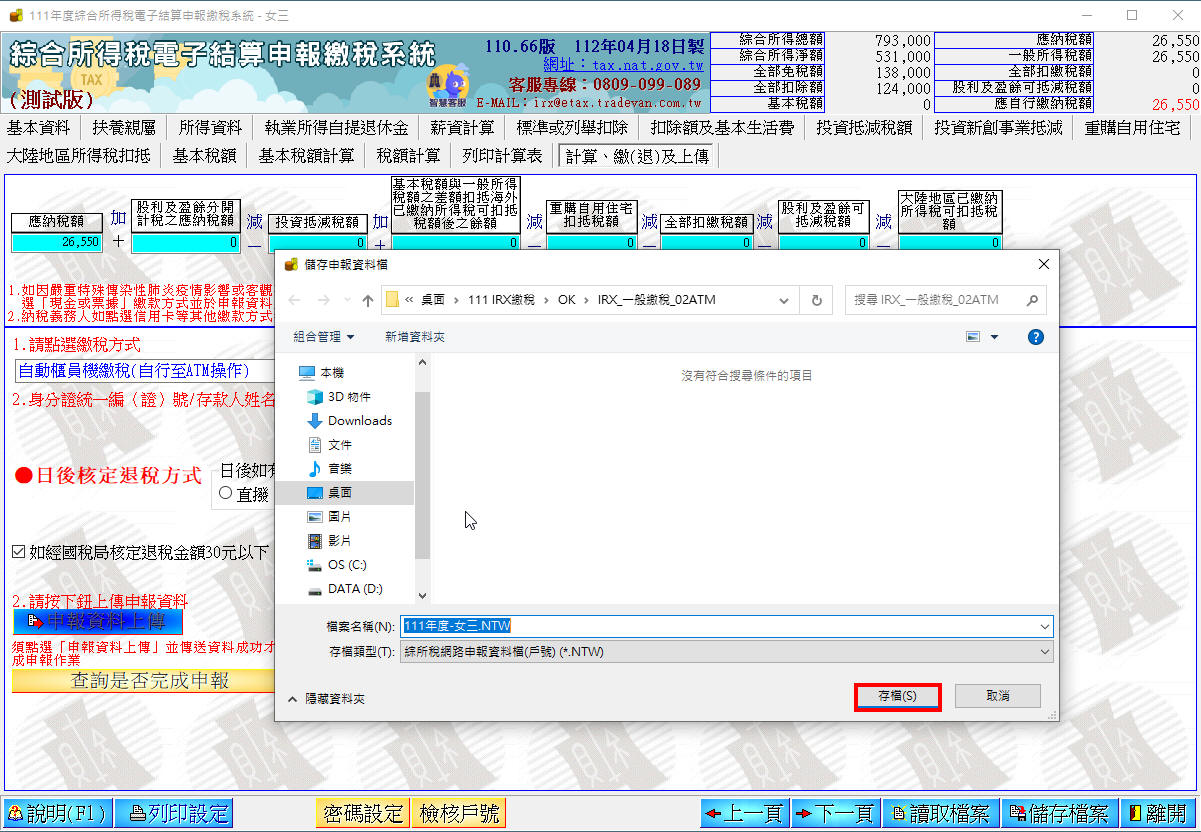 111年度綜合所得稅電子結算申報繳稅系統 - 女三
綜合所得稅電子結算申報繳稅系統
TAX
(測試版)
110.66版 112年04月18日製
網址：tax.nat.gov.tw
客服專線：0809-099-089
智慧客服
E-MAIL：irx@etax.tradevan.com.tw
綜合所得總額 793,000 應納稅額 26,550
綜合所得淨額 531,000 一般所得稅額 26,550
全部免稅額 138,000 全部扣繳稅額 0
全部扣除額 124,000 股利及盈餘可抵減稅額 0
基本稅額 0 應自行繳納稅額 26,550
基本資料 扶養親屬 所得資料 執業所得自提退休金 薪資計算 標準或列舉扣除 扣除額及基本生活費 投資抵減稅額 投資新創事業抵減 重購自用住宅
大陸地區所得稅扣抵 基本稅額 基本稅額計算 稅額計算 列印計算表 計算、繳(退)及上傳
應納稅額
26,550
加
+
股利及盈餘分開
計稅之應納稅額
0
減
－
投資抵減稅額
0
加
+
基本稅額與一般所得
稅額之差額扣抵海外
已繳納所得稅可扣抵
稅額後之餘額
0
減
－
重購自用住宅
扣抵稅額
0
減
－
全部扣繳稅額
0
減
－
股利及盈餘可
抵減稅額
0
減
－
大陸地區已繳納
所得稅可扣抵稅
額
0
1.如因嚴重特殊傳染性肺炎疫情影響或客觀
選「現金或票據」繳款方式並於申報資料
2.納稅義務人如點選信用卡等其他繳款方式
1.請點選繳稅方式
自動櫃員機繳稅(自行至ATM操作)
2.身分證統一編（證）號/存款人姓名
●日後核定退稅方式
日後如有
直撥
如經國稅局核定退稅金額30元以下
2.請按下鈕上傳申報資料
申報資料上傳
須點選「申報資料上傳」並傳送資料成功才
成申報作業
查詢是否完成申報
儲存申報資料檔
« 桌面 › 111 IRX繳稅 › OK › IRX_一般繳稅_02ATM
搜尋 IRX_一般繳稅_02ATM
組合管理 新增資料夾
本機
3D 物件
Downloads
文件
音樂
桌面
圖片
影片
OS (C:)
DATA (D:)
沒有符合搜尋條件的項目
檔案名稱(N): 111年度-女三.NTW
存檔類型(T): 綜所稅網路申報資料檔(戶號) (*.NTW)
隱藏資料夾
存檔(S)
取消
說明(F1) 列印設定 密碼設定 檢核戶號 上一頁 下一頁 讀取檔案 儲存檔案 離開